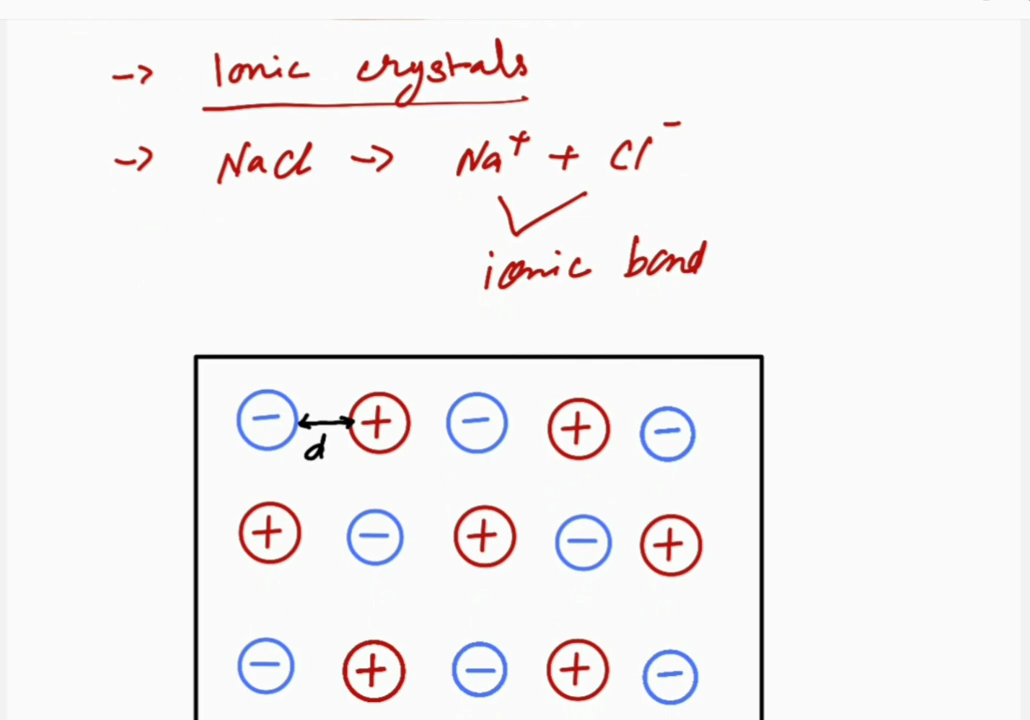 → Ionic crystals
→ NaCl → Na⁺ + Cl⁻
ionic bond
− d + − + −
+ − + − +
− + − + −